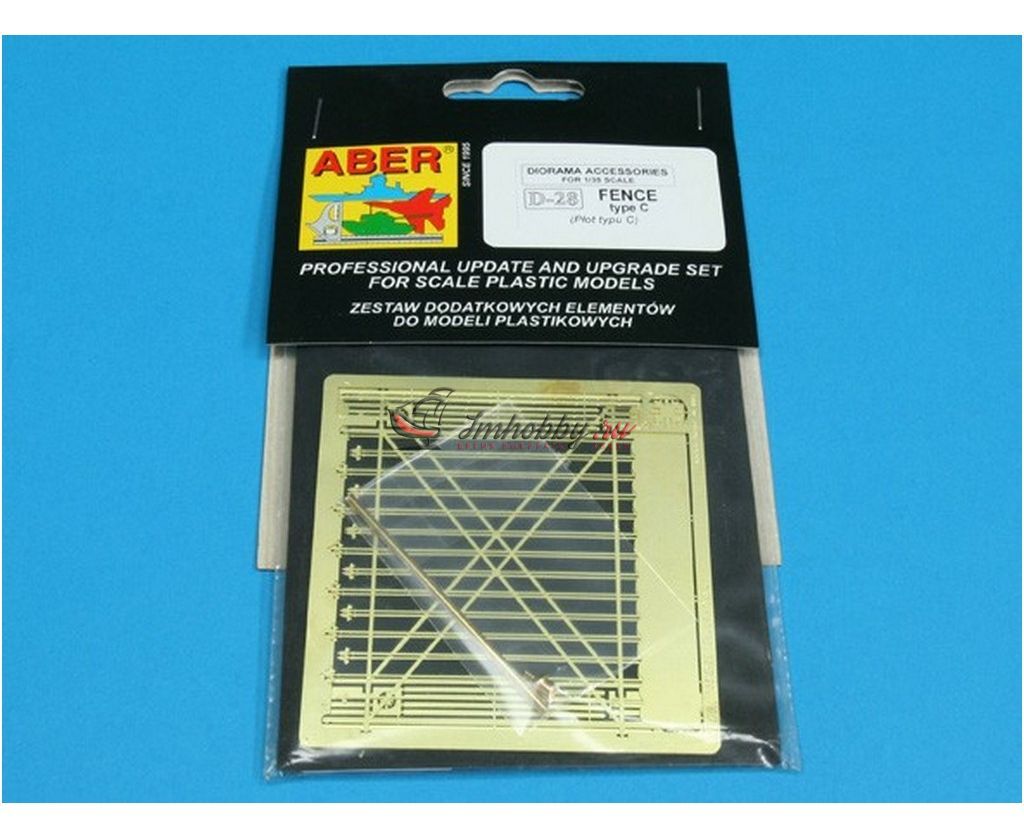 ABER®
SINCE 1995
DIORAMA ACCESSORIES
FOR 1/35 SCALE
D-28 FENCE
type C
(Płot typu C)
PROFESSIONAL UPDATE AND UPGRADE SET
FOR SCALE PLASTIC MODELS
ZESTAW DODATKOWYCH ELEMENTÓW
DO MODELI PLASTIKOWYCH
Jmhobby.ru